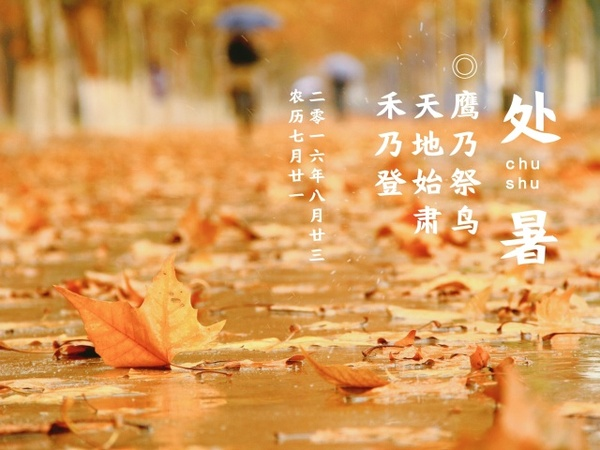 处暑
chu
shu
鹰乃祭鸟
天地始肃
禾乃登
二零一六年八月廿三
农历七月廿一